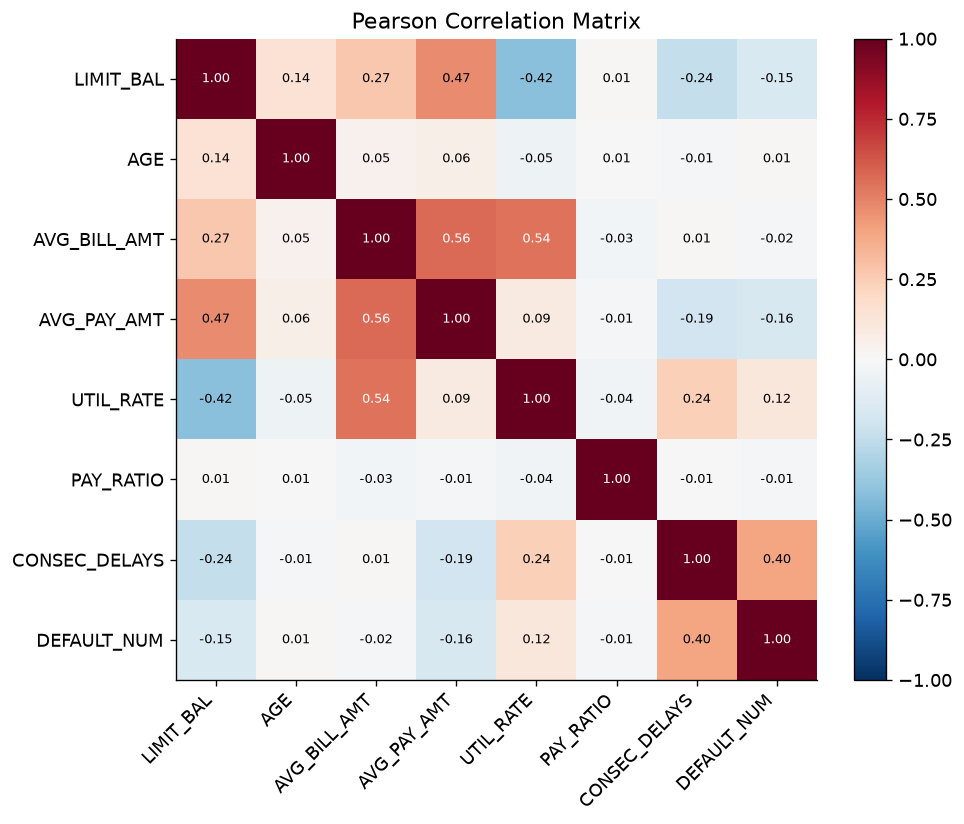 Pearson Correlation Matrix
LIMIT_BAL 1.00 0.14 0.27 0.47 -0.42 0.01 -0.24 -0.15
AGE 0.14 1.00 0.05 0.06 -0.05 0.01 -0.01 0.01
AVG_BILL_AMT 0.27 0.05 1.00 0.56 0.54 -0.03 0.01 -0.02
AVG_PAY_AMT 0.47 0.06 0.56 1.00 0.09 -0.01 -0.19 -0.16
UTIL_RATE -0.42 -0.05 0.54 0.09 1.00 -0.04 0.24 0.12
PAY_RATIO 0.01 0.01 -0.03 -0.01 -0.04 1.00 -0.01 -0.01
CONSEC_DELAYS -0.24 -0.01 0.01 -0.19 0.24 -0.01 1.00 0.40
DEFAULT_NUM -0.15 0.01 -0.02 -0.16 0.12 -0.01 0.40 1.00
LIMIT_BAL
AGE
AVG_BILL_AMT
AVG_PAY_AMT
UTIL_RATE
PAY_RATIO
CONSEC_DELAYS
DEFAULT_NUM
1.00
0.75
0.50
0.25
0.00
−0.25
−0.50
−0.75
−1.00